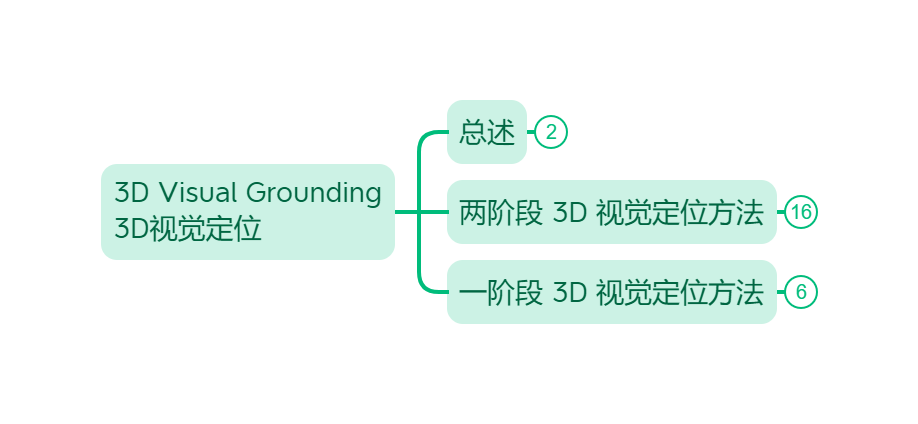 3D Visual Grounding
3D视觉定位
总述
2
两阶段 3D 视觉定位方法
16
一阶段 3D 视觉定位方法
6